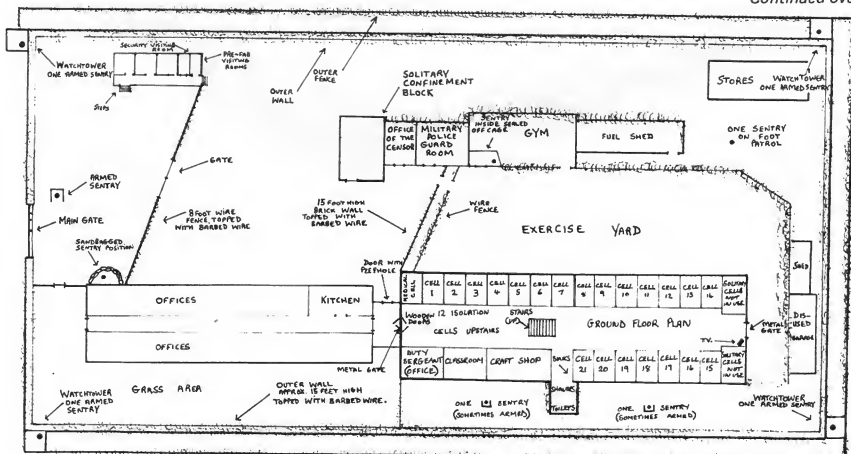 Continued ove
SECURITY VISITING
ROOM
PRE-FAB
VISITING
ROOMS
WATCHTOWER
ONE ARMED SENTRY
STEPS
OUTER
WALL
OUTER
FENCE
SOLITARY
CONFINEMENT
BLOCK
STORES
WATCHTOWER
ONE ARMED SENTRY
OFFICE
OF THE
CENSOR
MILITARY
POLICE
GUARD
ROOM
SENTRY
INSIDE SEALED
OFF CAGE
GYM
FUEL SHED
ONE SENTRY
ON FOOT
PATROL
GATE
ARMED
SENTRY
MAIN GATE
8 FOOT WIRE
FENCE, TOPPED
WITH BARBED WIRE
15 FOOT HIGH
BRICK WALL
TOPPED WITH
BARBED WIRE
WIRE
FENCE
EXERCISE YARD
SANDBAGGED
SENTRY POSITION
DOOR WITH
PEEPHOLE
SHED
OFFICES
KITCHEN
MEDICAL
CELL
CELL
1
CELL
2
CELL
3
CELL
4
CELL
5
CELL
6
CELL
7
CELL
8
CELL
9
CELL
10
CELL
11
CELL
12
CELL
13
CELL
14
SOLITARY
CELLS
NOT
IN USE
WOODEN
DOORS
12 ISOLATION
CELLS UPSTAIRS
STAIRS
(UP)
GROUND FLOOR PLAN
METAL
GATE
DIS-
USED
GARAGE
OFFICES
METAL GATE
T.V.
DUTY
SERGEANT
(OFFICE)
CLASSROOM
CRAFT SHOP
CELL
21
CELL
20
CELL
19
CELL
18
CELL
17
CELL
16
CELL
15
SOLITARY
CELLS
NOT
IN USE
SHOWERS
TOILETS
GRASS AREA
WATCHTOWER
ONE ARMED
SENTRY
OUTER WALL
APPROX. 15 FEET HIGH
TOPPED WITH BARBED WIRE.
ONE SENTRY
(SOMETIMES ARMED)
ONE SENTRY
(SOMETIMES ARMED)
WATCHTOWER
ONE ARMED SENTRY